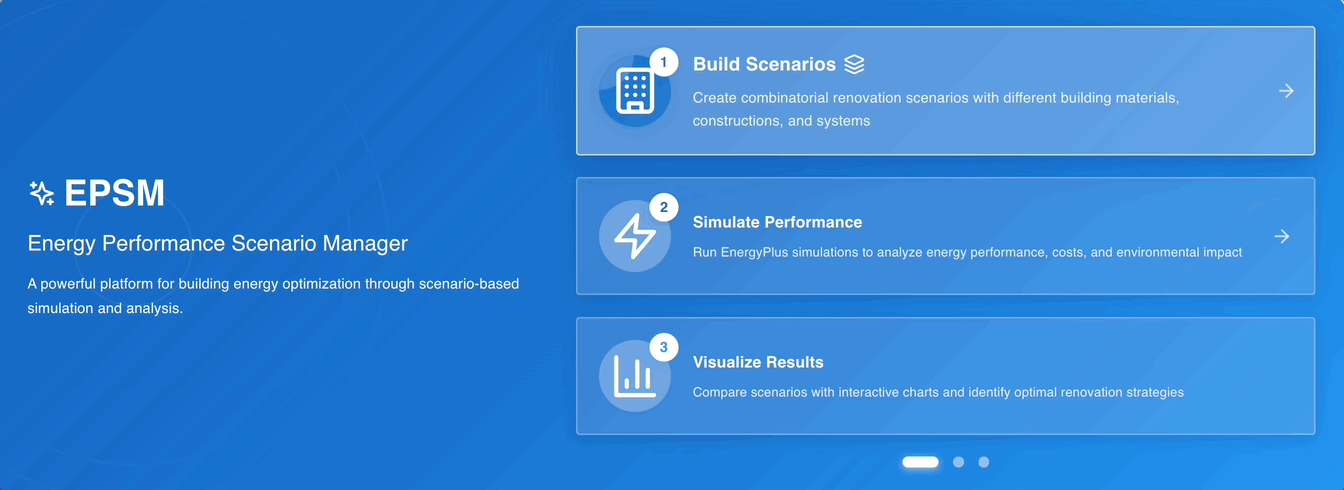 EPSM
Energy Performance Scenario Manager
A powerful platform for building energy optimization through scenario-based
simulation and analysis.
1
Build Scenarios
Create combinatorial renovation scenarios with different building materials,
constructions, and systems
2
Simulate Performance
Run EnergyPlus simulations to analyze energy performance, costs, and environmental impact
3
Visualize Results
Compare scenarios with interactive charts and identify optimal renovation strategies